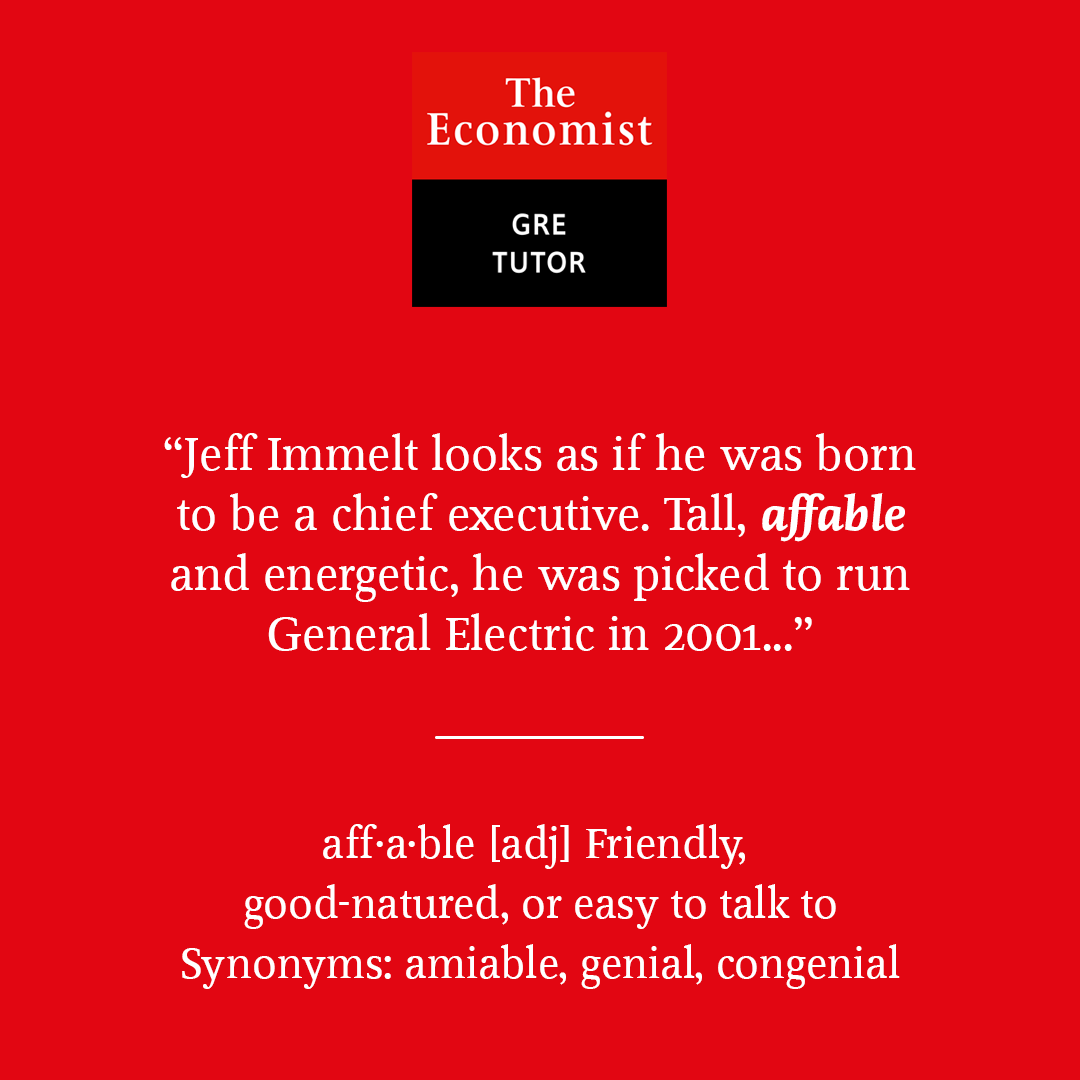 The
Economist
GRE
TUTOR
“Jeff Immelt looks as if he was born
to be a chief executive. Tall, affable
and energetic, he was picked to run
General Electric in 2001...”
aff·a·ble [adj] Friendly,
good-natured, or easy to talk to
Synonyms: amiable, genial, congenial